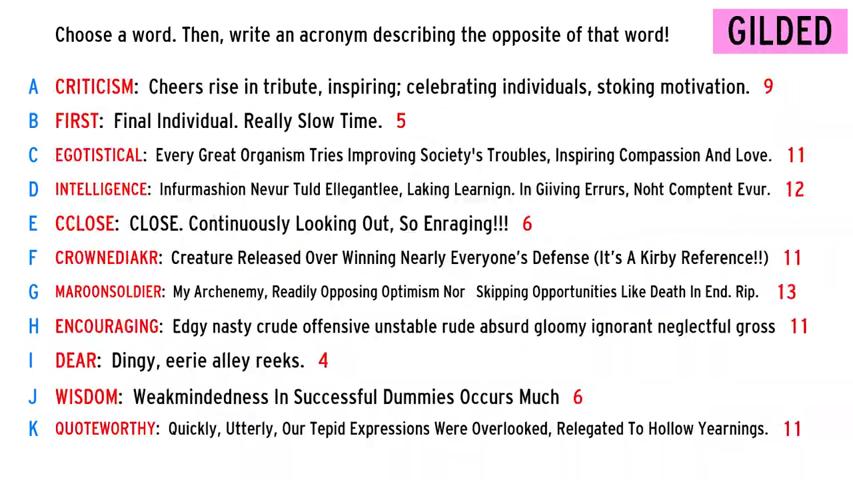 Choose a word. Then, write an acronym describing the opposite of that word!
GILDED
A CRITICISM: Cheers rise in tribute, inspiring; celebrating individuals, stoking motivation. 9
B FIRST: Final Individual. Really Slow Time. 5
C EGOTISTICAL: Every Great Organism Tries Improving Society's Troubles, Inspiring Compassion And Love. 11
D INTELLIGENCE: Infurmashion Nevur Tuld Ellegantlee, Laking Learnign. In Giiving Errurs, Noht Comptent Evur. 12
E CCLOSE: CLOSE. Continuously Looking Out, So Enraging!!! 6
F CROWNEDIAKR: Creature Released Over Winning Nearly Everyone's Defense (It's A Kirby Reference!!) 11
G MAROONSOLDIER: My Archenemy, Readily Opposing Optimism Nor Skipping Opportunities Like Death In End. Rip. 13
H ENCOURAGING: Edgy nasty crude offensive unstable rude absurd gloomy ignorant neglectful gross 11
I DEAR: Dingy, eerie alley reeks. 4
J WISDOM: Weakmindedness In Successful Dummies Occurs Much 6
K QUOTEWORTHY: Quickly, Utterly, Our Tepid Expressions Were Overlooked, Relegated To Hollow Yearnings. 11